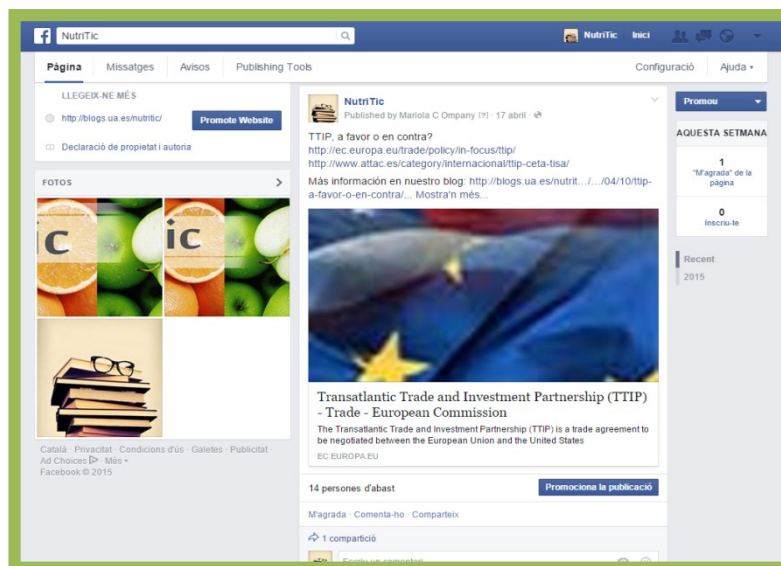 NutriTic
NutriTic Inici
Pàgina Missatges Avisos Publishing Tools Configuració Ajuda
LLEGEIX-NE MÉS
http://blogs.ua.es/nutritic/ Promote Website
Declaració de propietat i autoria
FOTOS
ic ic
Català · Privacitat · Condicions d'ús · Galetes · Publicitat ·
Ad Choices · Més
Facebook © 2015
NutriTic
Published by Mariola C Ompany [?] · 17 abril ·
TTIP, a favor o en contra?
http://ec.europa.eu/trade/policy/in-focus/ttip/
http://www.attac.es/category/internacional/ttip-ceta-tisa/
Más información en nuestro blog: http://blogs.ua.es/nutrit.../.../04/10/ttip-
a-favor-o-en-contra/... Mostra'n més...
Transatlantic Trade and Investment Partnership (TTIP)
- Trade - European Commission
The Transatlantic Trade and Investment Partnership (TTIP) is a trade agreement to
be negotiated between the European Union and the United States
EC.EUROPA.EU
14 persones d'abast Promociona la publicació
M'agrada · Comenta-ho · Comparteix
1 compartició
Escriu un comentari
Promou
AQUESTA SETMANA
1
"M'agrada" de la
pàgina
0
Inscriu-te
Recent
2015